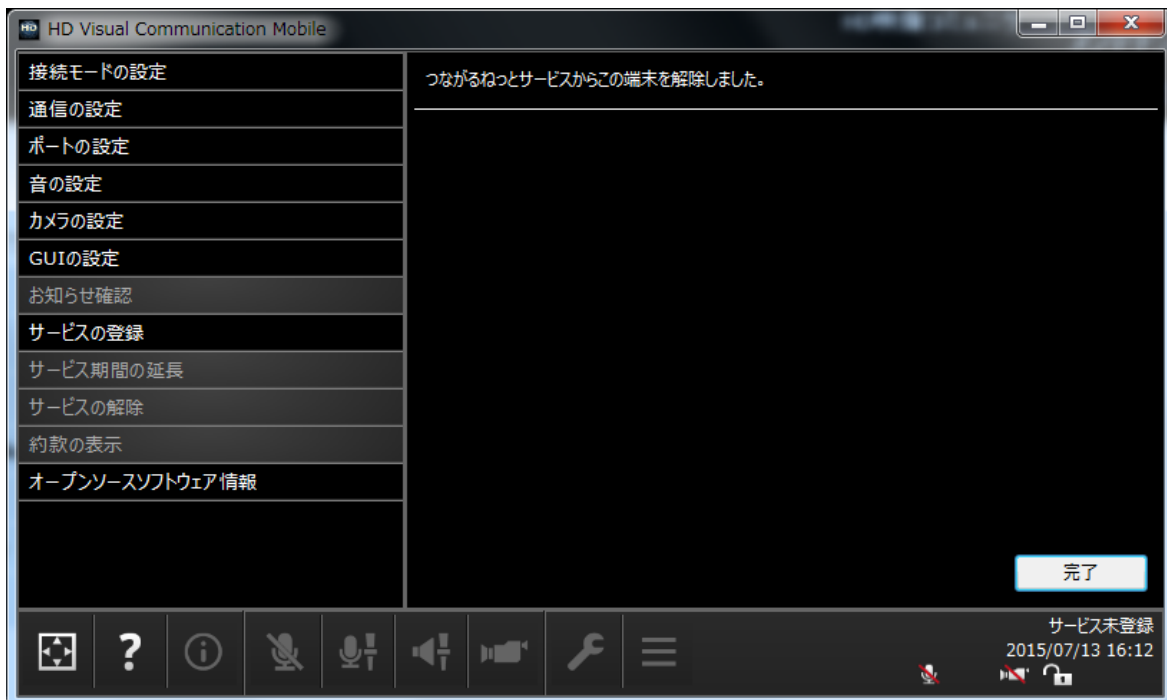 HD Visual Communication Mobile
接続モードの設定
通信の設定
ポートの設定
音の設定
カメラの設定
GUIの設定
お知らせ確認
サービスの登録
サービス期間の延長
サービスの解除
約款の表示
オープンソースソフトウェア情報
つながるねっとサービスからこの端末を解除しました。
完了
サービス未登録
2015/07/13 16:12